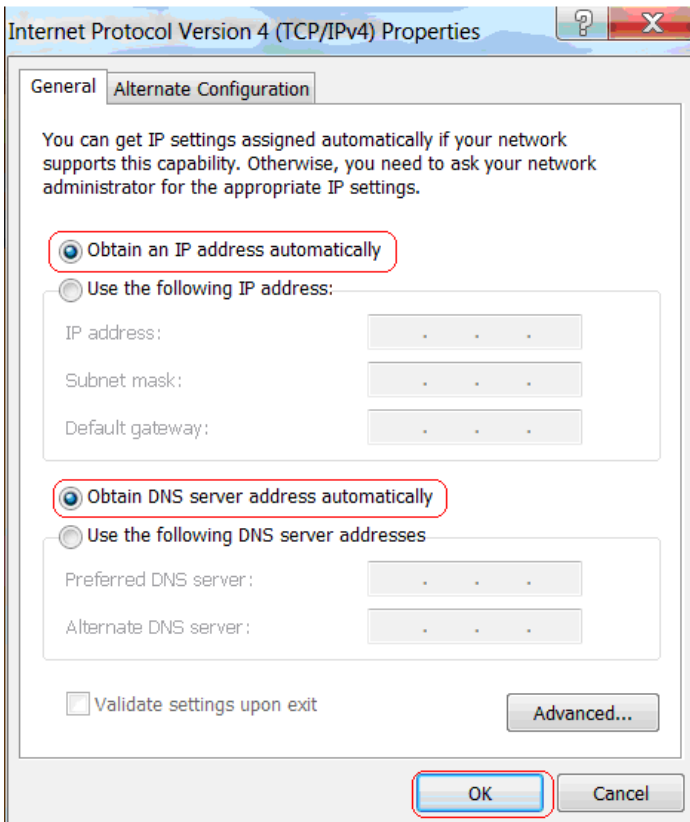 Internet Protocol Version 4 (TCP/IPv4) Properties
General
Alternate Configuration
You can get IP settings assigned automatically if your network
supports this capability. Otherwise, you need to ask your network
administrator for the appropriate IP settings.
Obtain an IP address automatically
Use the following IP address:
IP address:
Subnet mask:
Default gateway:
Obtain DNS server address automatically
Use the following DNS server addresses
Preferred DNS server:
Alternate DNS server:
Validate settings upon exit
Advanced...
OK
Cancel